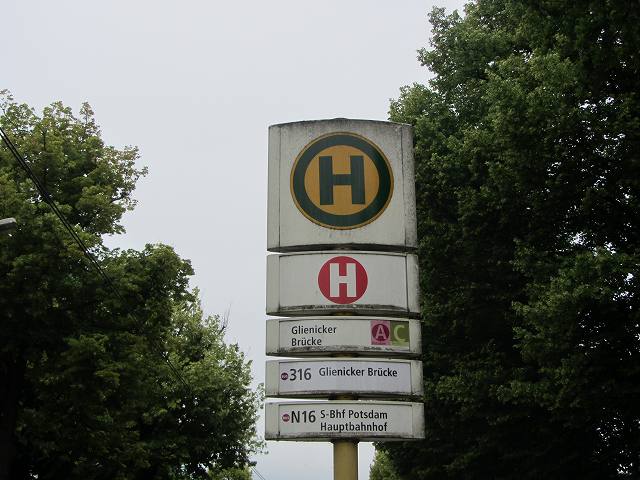 H
H
Glienicker
Brücke
A C
316 Glienicker Brücke
N16 S-Bhf Potsdam
Hauptbahnhof